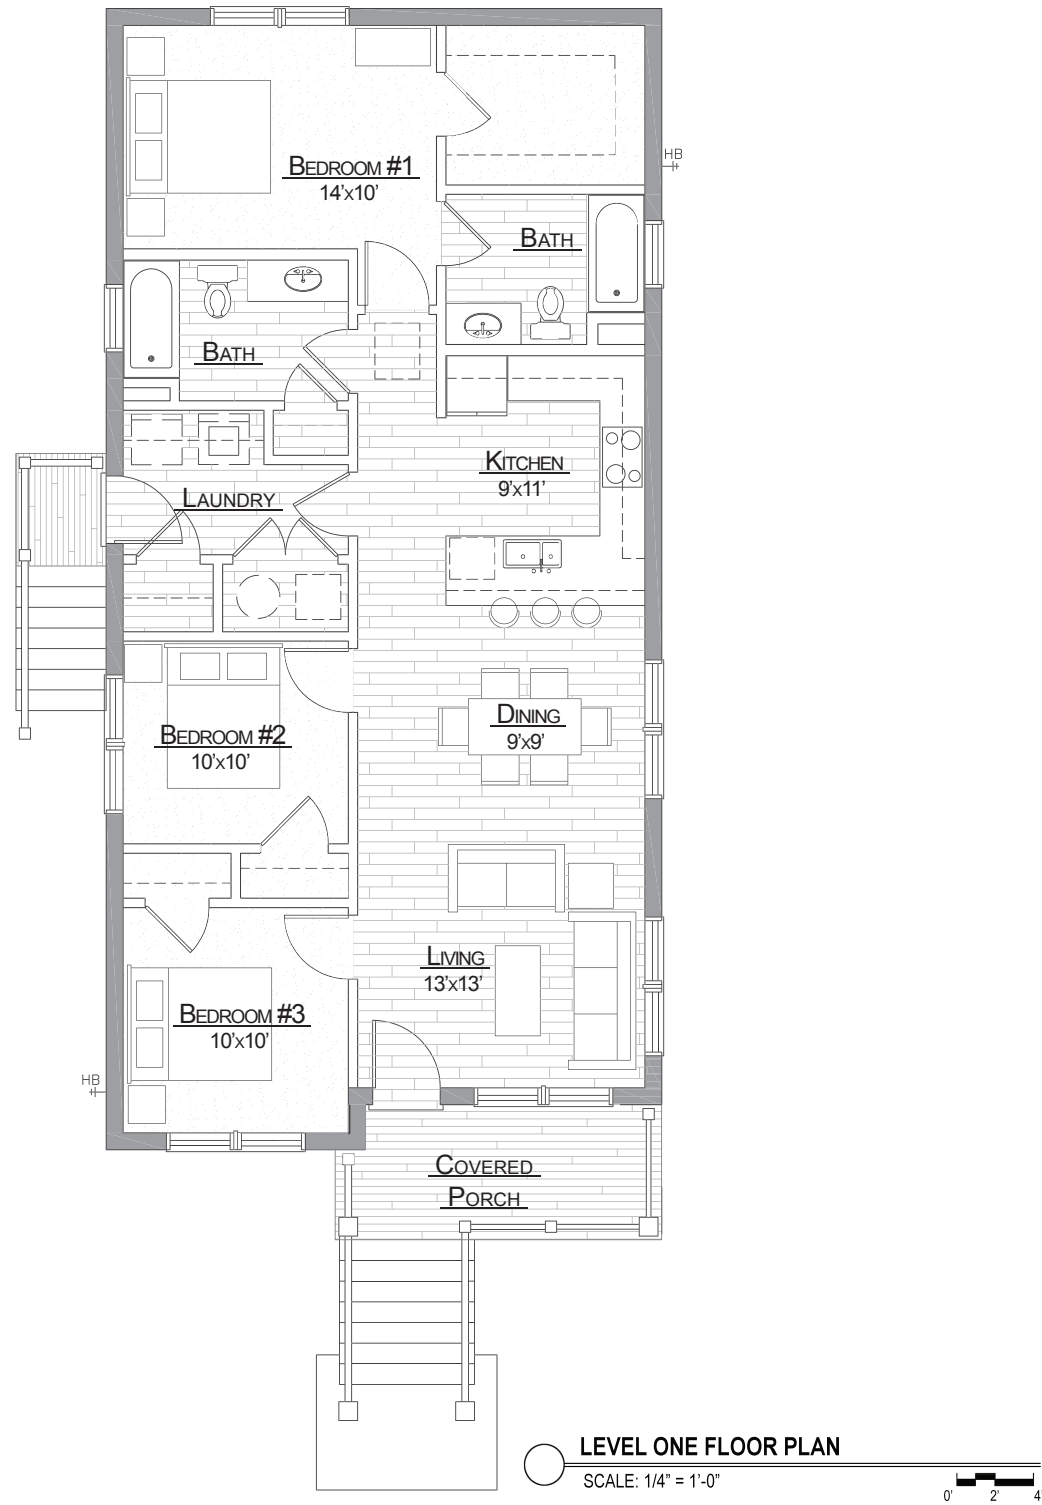 BEDROOM #1
14'X10'
HB
BATH
BATH
KITCHEN
9'X11'
LAUNDRY
DINING
9'X9'
BEDROOM #2
10'X10'
LIVING
13'X13'
BEDROOM #3
10'X10'
HB
COVERED
PORCH
LEVEL ONE FLOOR PLAN
SCALE: 1/4" = 1'-0"
0' 2' 4'